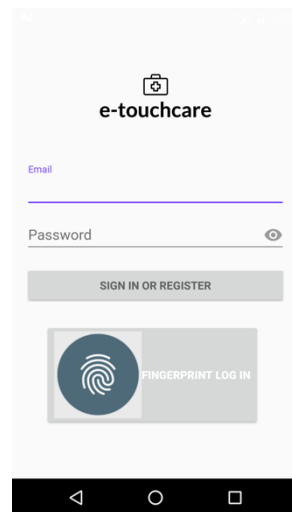 e-touchcare
Email
Password
SIGN IN OR REGISTER
FINGERPRINT LOG IN